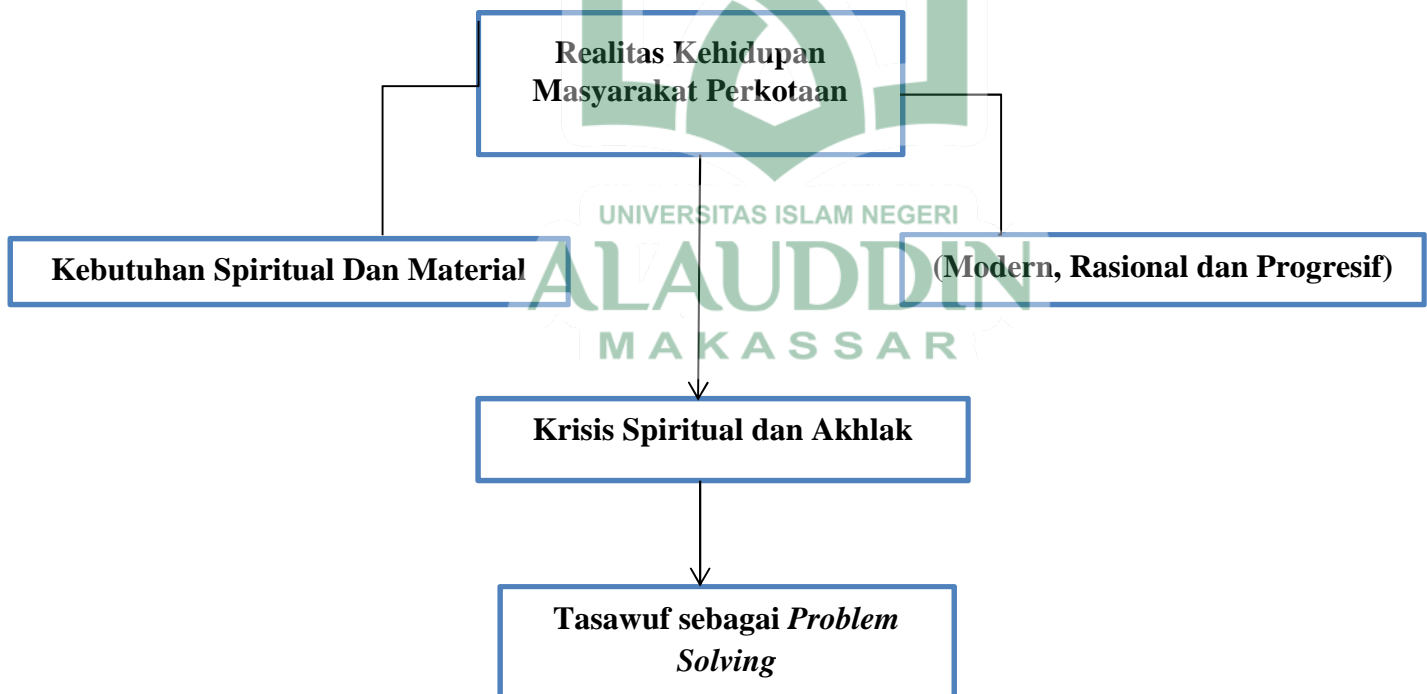 Realitas Kehidupan
Masyarakat Perkotaan
UNIVERSITAS ISLAM NEGERI
Kebutuhan Spiritual Dan Material
ALAUDDIN
(Modern, Rasional dan Progresif)
MAKASSAR
Krisis Spiritual dan Akhlak
Tasawuf sebagai Problem
Solving